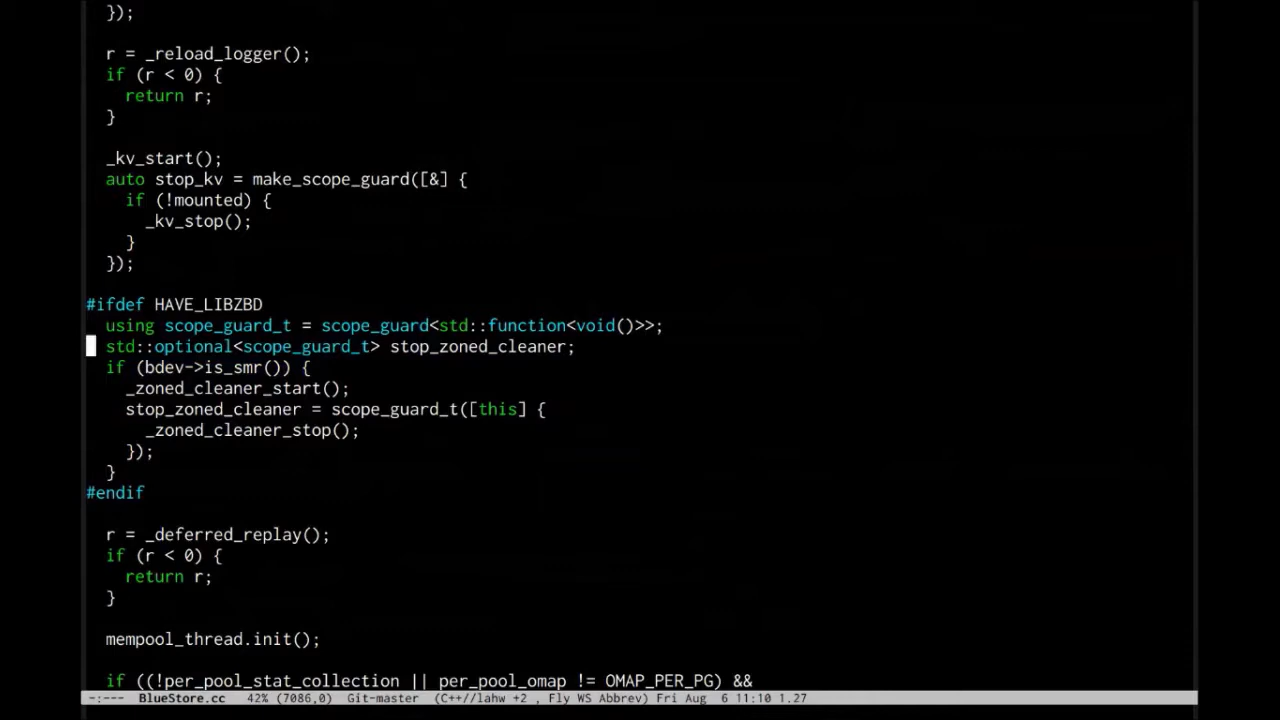 });

  r = _reload_logger();
  if (r < 0) {
    return r;
  }

  _kv_start();
  auto stop_kv = make_scope_guard([&] {
    if (!mounted) {
      _kv_stop();
    }
  });

#ifdef HAVE_LIBZBD
  using scope_guard_t = scope_guard<std::function<void()>>;
  std::optional<scope_guard_t> stop_zoned_cleaner;
  if (bdev->is_smr()) {
    _zoned_cleaner_start();
    stop_zoned_cleaner = scope_guard_t([this] {
      _zoned_cleaner_stop();
    });
  }
#endif

  r = _deferred_replay();
  if (r < 0) {
    return r;
  }

  mempool_thread.init();

  if ((!per_pool_stat_collection || per_pool_omap != OMAP_PER_PG) &&
-:---  BlueStore.cc   42% (7086,0)  Git-master  (C++//lahw +2 , Fly WS Abbrev) Fri Aug  6 11:10 1.27